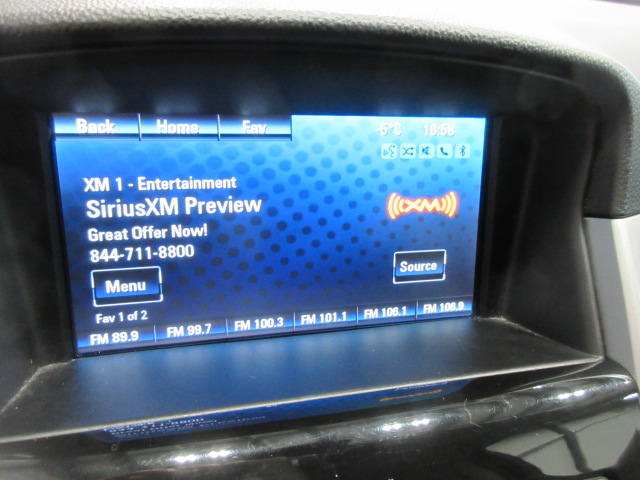 Back Home Fav -5°C 16:58
XM 1 - Entertainment
SiriusXM Preview
((XM))
Great Offer Now!
844-711-8800
Menu
Source
Fav 1 of 2
FM 89.9 FM 99.7 FM 100.3 FM 101.1 FM 106.1 FM 106.9